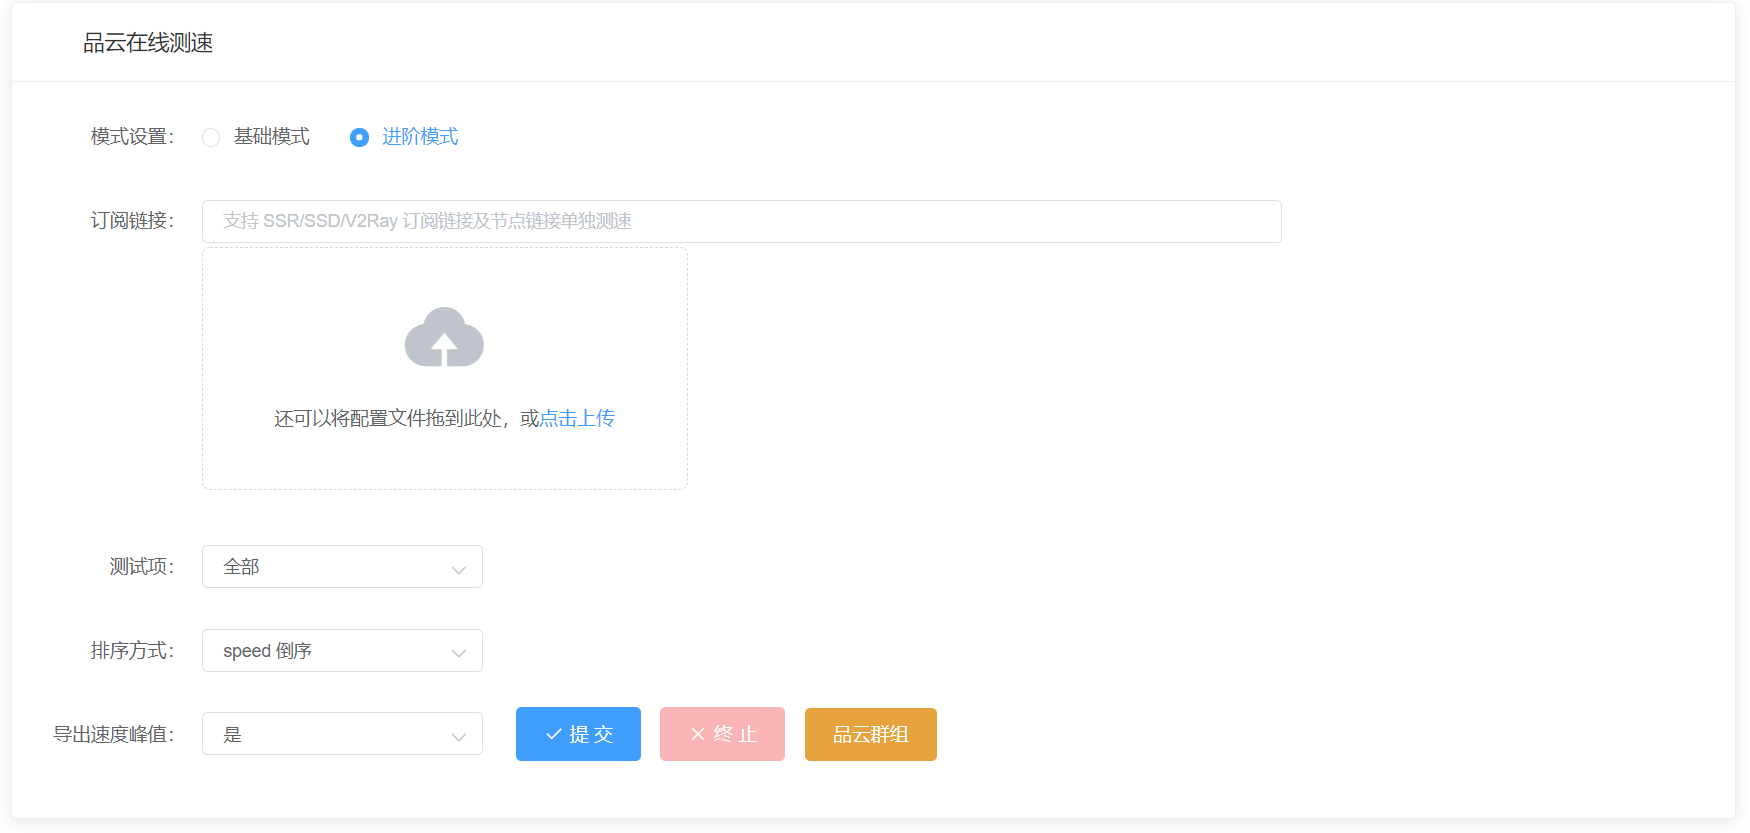 品云在线测速
模式设置： 基础模式 进阶模式
订阅链接： 支持 SSR/SSD/V2Ray 订阅链接及节点链接单独测速
还可以将配置文件拖到此处，或点击上传
测试项： 全部
排序方式： speed 倒序
导出速度峰值： 是 提 交 终 止 品云群组